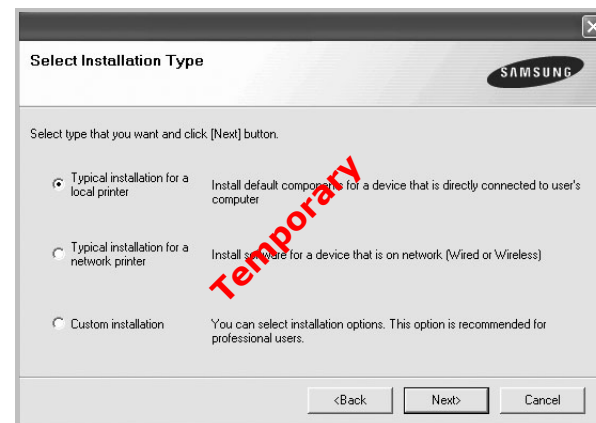 Select Installation Type
SAMSUNG
Select type that you want and click [Next] button.
Typical installation for a
local printer
Install default components for a device that is directly connected to user's
computer
Typical installation for a
network printer
Install software for a device that is on network (Wired or Wireless)
Custom installation
You can select installation options. This option is recommended for
professional users.
Temporary
<Back
Next>
Cancel